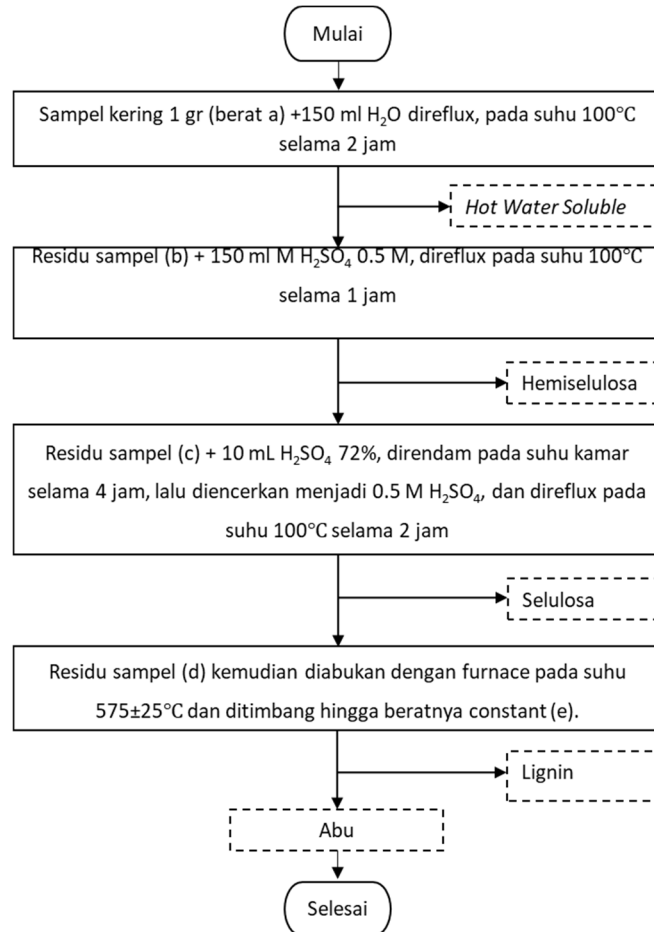 Mulai
Sampel kering 1 gr (berat a) +150 ml H₂O direflux, pada suhu 100℃
selama 2 jam
Hot Water Soluble
Residu sampel (b) + 150 ml M H₂SO₄ 0.5 M, direflux pada suhu 100℃
selama 1 jam
Hemiselulosa
Residu sampel (c) + 10 mL H₂SO₄ 72%, direndam pada suhu kamar
selama 4 jam, lalu diencerkan menjadi 0.5 M H₂SO₄, dan direflux pada
suhu 100℃ selama 2 jam
Selulosa
Residu sampel (d) kemudian diabukan dengan furnace pada suhu
575±25℃ dan ditimbang hingga beratnya constant (e).
Lignin
Abu
Selesai